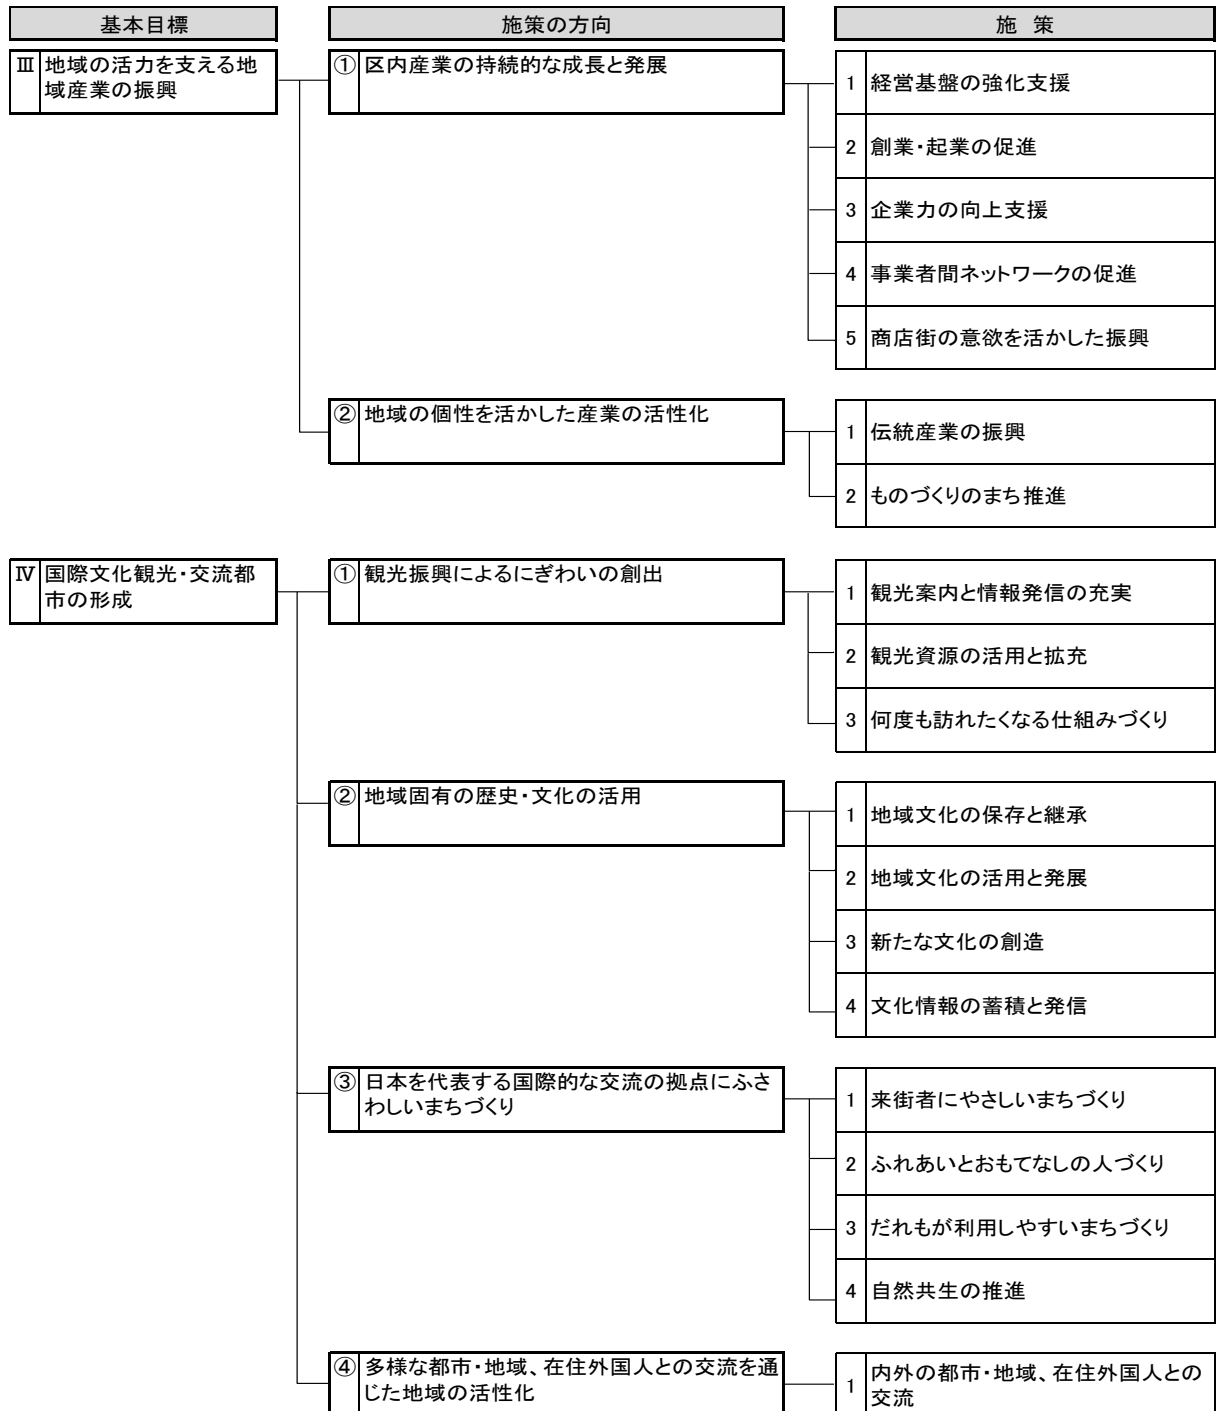 基本目標 施策の方向 施 策
Ⅲ 地域の活力を支える地
域産業の振興
① 区内産業の持続的な成長と発展
1 経営基盤の強化支援
2 創業・起業の促進
3 企業力の向上支援
4 事業者間ネットワークの促進
5 商店街の意欲を活かした振興
② 地域の個性を活かした産業の活性化
1 伝統産業の振興
2 ものづくりのまち推進
Ⅳ 国際文化観光・交流都
市の形成
① 観光振興によるにぎわいの創出
1 観光案内と情報発信の充実
2 観光資源の活用と拡充
3 何度も訪れたくなる仕組みづくり
② 地域固有の歴史・文化の活用
1 地域文化の保存と継承
2 地域文化の活用と発展
3 新たな文化の創造
4 文化情報の蓄積と発信
③ 日本を代表する国際的な交流の拠点にふさ
わしいまちづくり
1 来街者にやさしいまちづくり
2 ふれあいとおもてなしの人づくり
3 だれもが利用しやすいまちづくり
4 自然共生の推進
④ 多様な都市・地域、在住外国人との交流を通
じた地域の活性化
1 内外の都市・地域、在住外国人との
交流